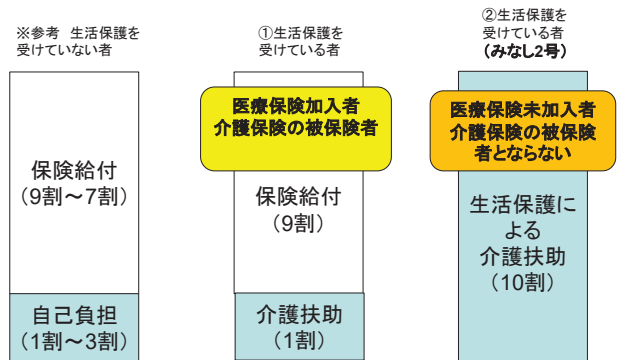 ※参考　生活保護を
受けていない者
保険給付
（9割～7割）
自己負担
（1割～3割）
①生活保護を
受けている者
医療保険加入者
介護保険の被保険者
保険給付
（9割）
介護扶助
（1割）
②生活保護を
受けている者
（みなし2号）
医療保険未加入者
介護保険の被保険
者とならない
生活保護に
よる
介護扶助
（10割）